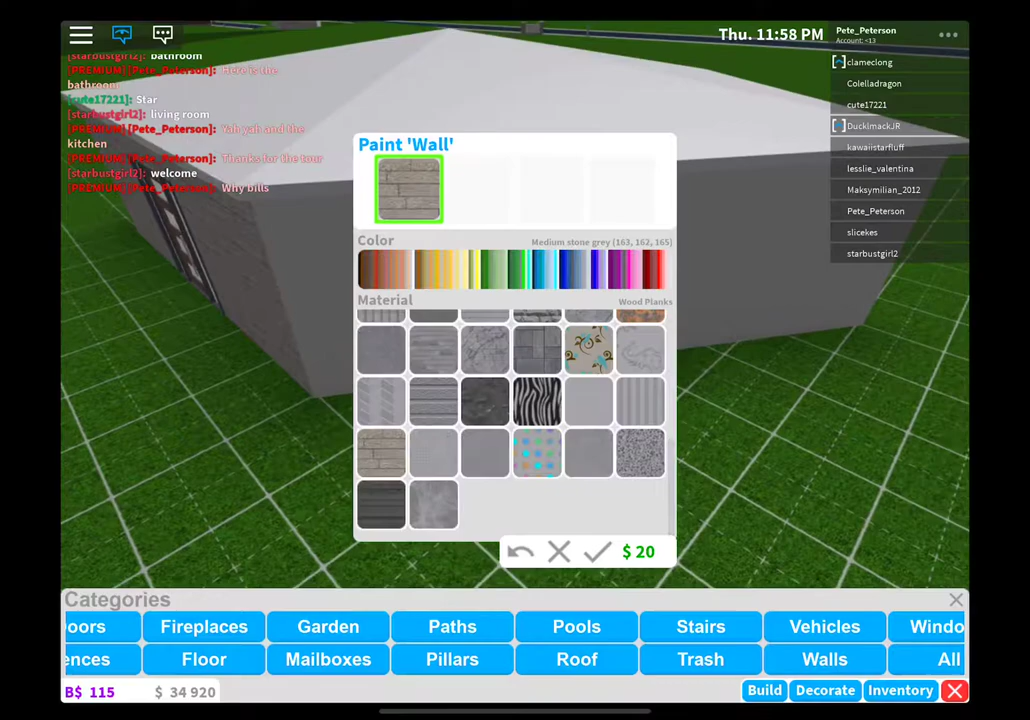 Thu. 11:58 PM
Pete_Peterson
Account: <13
clameclong
Colelladragon
cute17221
DucklmackJR
kawaiistarfluff
lesslie_valentina
Maksymilian_2012
Pete_Peterson
slicekes
starbustgirl2
[starbustgirl2]: bathroom
[PREMIUM] [Pete_Peterson]: Here is the
bathroom
[cute17221]: Star
[starbustgirl2]: living room
[PREMIUM] [Pete_Peterson]: Yah yah and the
kitchen
[PREMIUM] [Pete_Peterson]: Thanks for the tour
[starbustgirl2]: welcome
[PREMIUM] [Pete_Peterson]: Why bills
Paint 'Wall'
Color
Medium stone grey (163, 162, 165)
Material
Wood Planks
$ 20
Categories
oors Fireplaces Garden Paths Pools Stairs Vehicles Windo
ences Floor Mailboxes Pillars Roof Trash Walls All
B$ 115 $ 34 920
Build Decorate Inventory